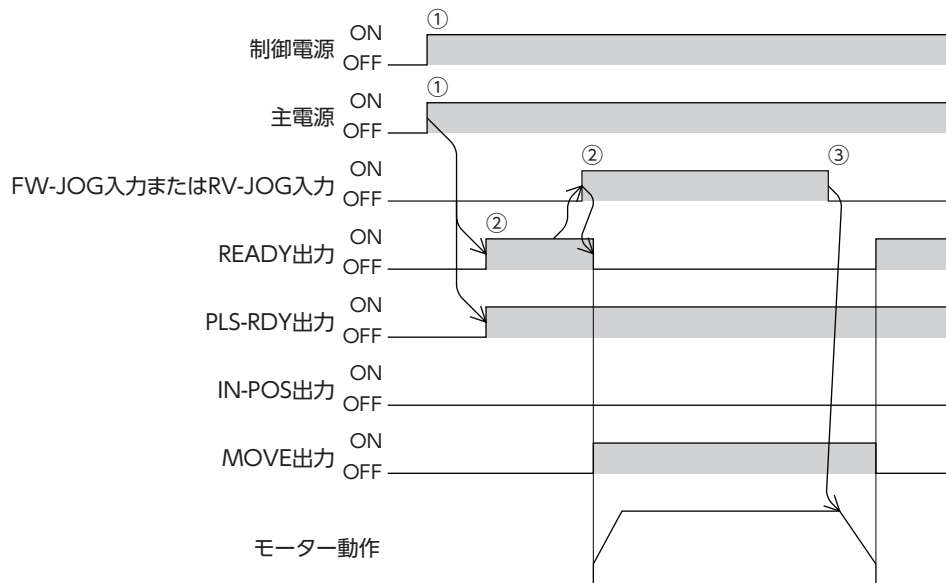 ①
制御電源 ON
OFF
①
主電源 ON
OFF
② ③
FW-JOG入力またはRV-JOG入力 ON
OFF
②
READY出力 ON
OFF
PLS-RDY出力 ON
OFF
IN-POS出力 ON
OFF
MOVE出力 ON
OFF
モーター動作